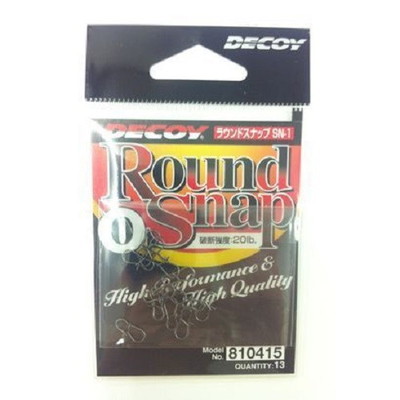 DECOY
DECOY ラウンドスナップ SN-1
Round
0 Snap
破断強度:20lb.
High Performance &
High Quality
Model No. 810415
QUANTITY:13